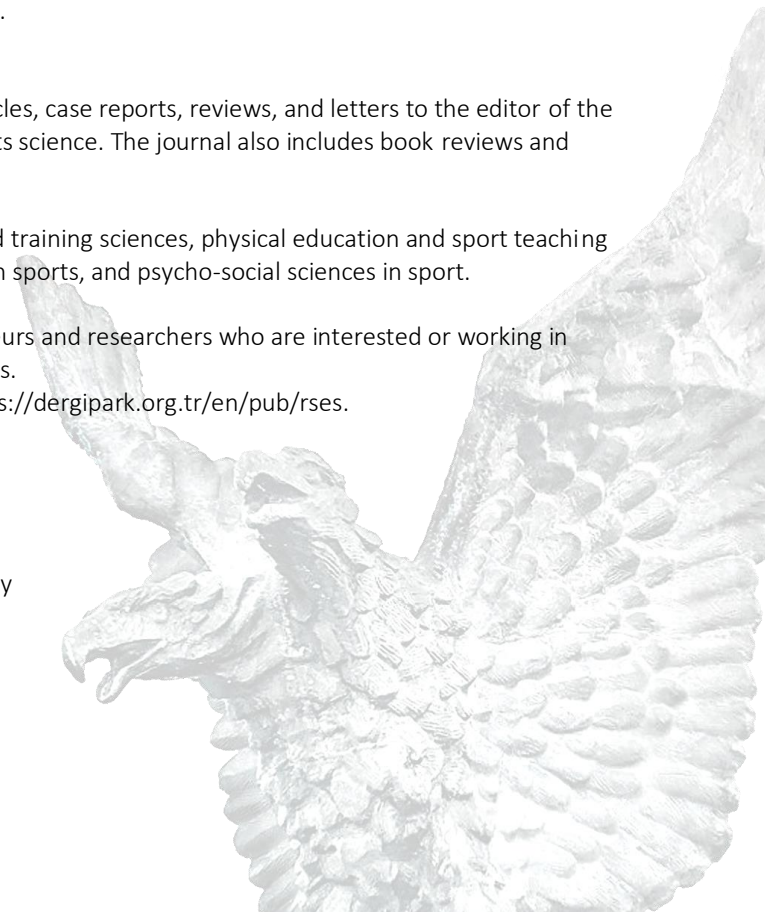 .
cles, case reports, reviews, and letters to the editor of the
ts science. The journal also includes book reviews and
d training sciences, physical education and sport teaching
n sports, and psycho-social sciences in sport.
eurs and researchers who are interested or working in
s.
s://dergipark.org.tr/en/pub/rses.
y